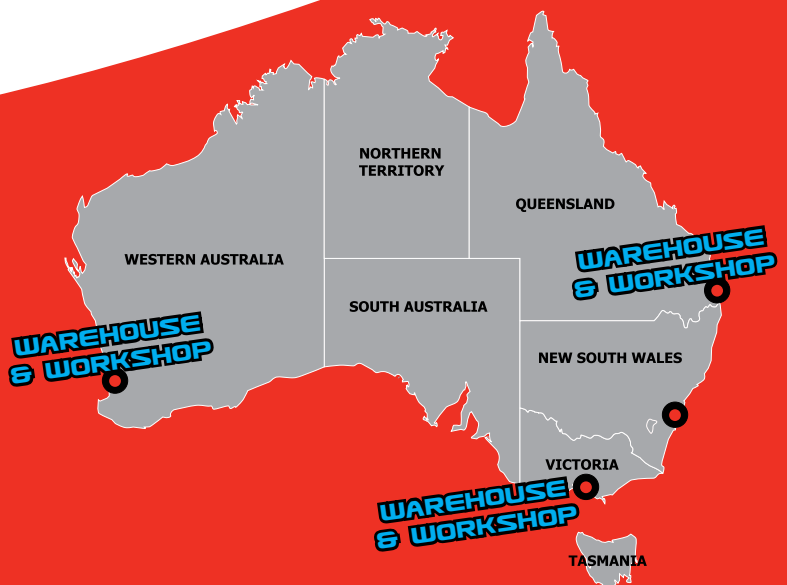 NORTHERN
TERRITORY
QUEENSLAND
WAREHOUSE
& WORKSHOP
WESTERN AUSTRALIA
SOUTH AUSTRALIA
WAREHOUSE
& WORKSHOP
NEW SOUTH WALES
VICTORIA
WAREHOUSE
& WORKSHOP
TASMANIA